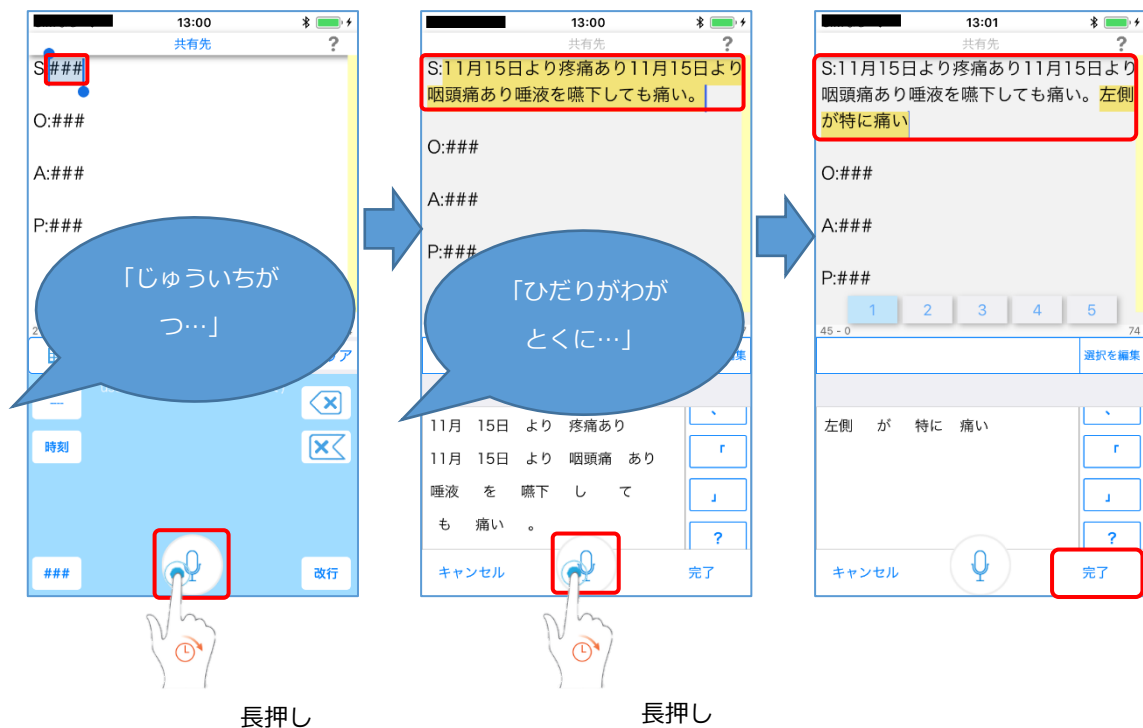 13:00
共有先
?
S:###
O:###
A:###
P:###
「じゅういちが
つ…」
時刻
###
改行
長押し
13:00
共有先
?
S:11月15日より疼痛あり11月15日より
咽頭痛あり唾液を嚥下しても痛い。
O:###
A:###
P:###
「ひだりがわが
とくに…」
11月 15日 より 疼痛あり
11月 15日 より 咽頭痛 あり
唾液 を 嚥下 し て
も 痛い 。
、
「
」
?
キャンセル
完了
長押し
13:01
共有先
?
S:11月15日より疼痛あり11月15日より
咽頭痛あり唾液を嚥下しても痛い。左側
が特に痛い
O:###
A:###
P:###
1 2 3 4 5
45 - 0
74
選択を編集
左側 が 特に 痛い
、
「
」
?
キャンセル
完了